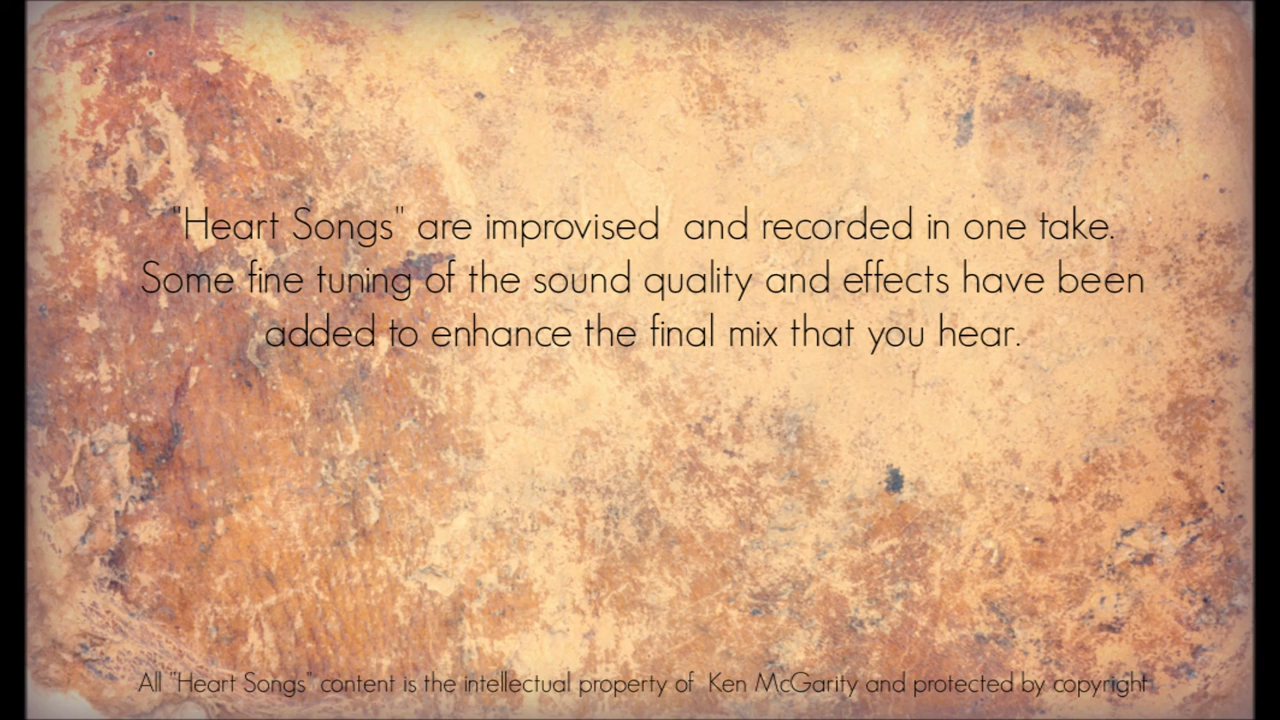 "Heart Songs" are improvised  and recorded in one take.
Some fine tuning of the sound quality and effects have been
added to enhance the final mix that you hear.
All "Heart Songs" content is the intellectual property of  Ken McGarity and protected by copyright